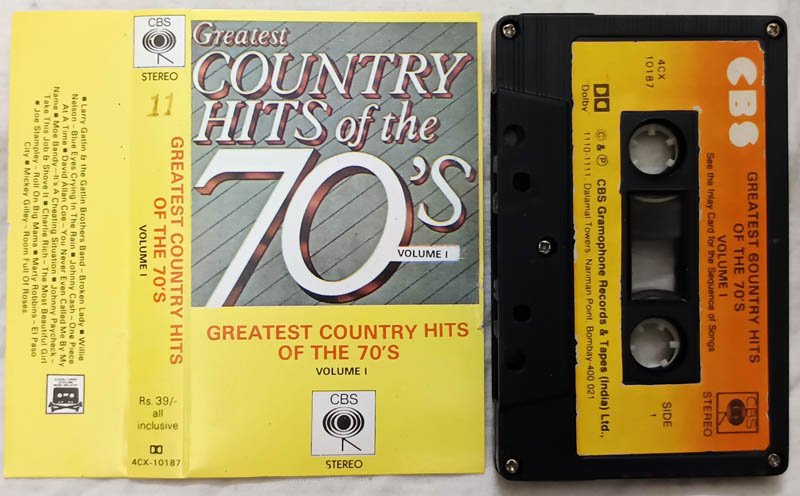 ■ Larry Gatlin & the Gatlin Brothers Band – Broken Lady ■ Willie
Nelson – Blue Eyes Crying In The Rain ■ Johnny Cash – One Piece
At A Time ■ David Allan Coe – You Never Even Called Me By My
Name ■ Moe Bandy – It's A Cheating Situation ■ Johnny Paycheck –
Take This Job & Shove It ■ Charlie Rich – The Most Beautiful Girl
■ Joe Stampley – Roll On Big Mama ■ Marty Robbins – El Paso
City ■ Mickey Gilley – Room Full Of Roses.
CBS
STEREO
11
GREATEST COUNTRY HITS
OF THE 70'S
VOLUME I
Rs. 39/-
all
inclusive
4CX-10187
Greatest
COUNTRY
HITS of the
70'S
VOLUME I
GREATEST COUNTRY HITS
OF THE 70'S
VOLUME I
CBS
STEREO
CBS
4CX
10187
Dolby
GREATEST COUNTRY HITS
OF THE 70'S
VOLUME I
See the Inlay Card for the Sequence of Songs
© & ℗ CBS Gramophone Records & Tapes (India) Ltd.,
1110-1111, Dalamal Towers, Nariman Point, Bombay-400 021
SIDE
1
CBS
STEREO